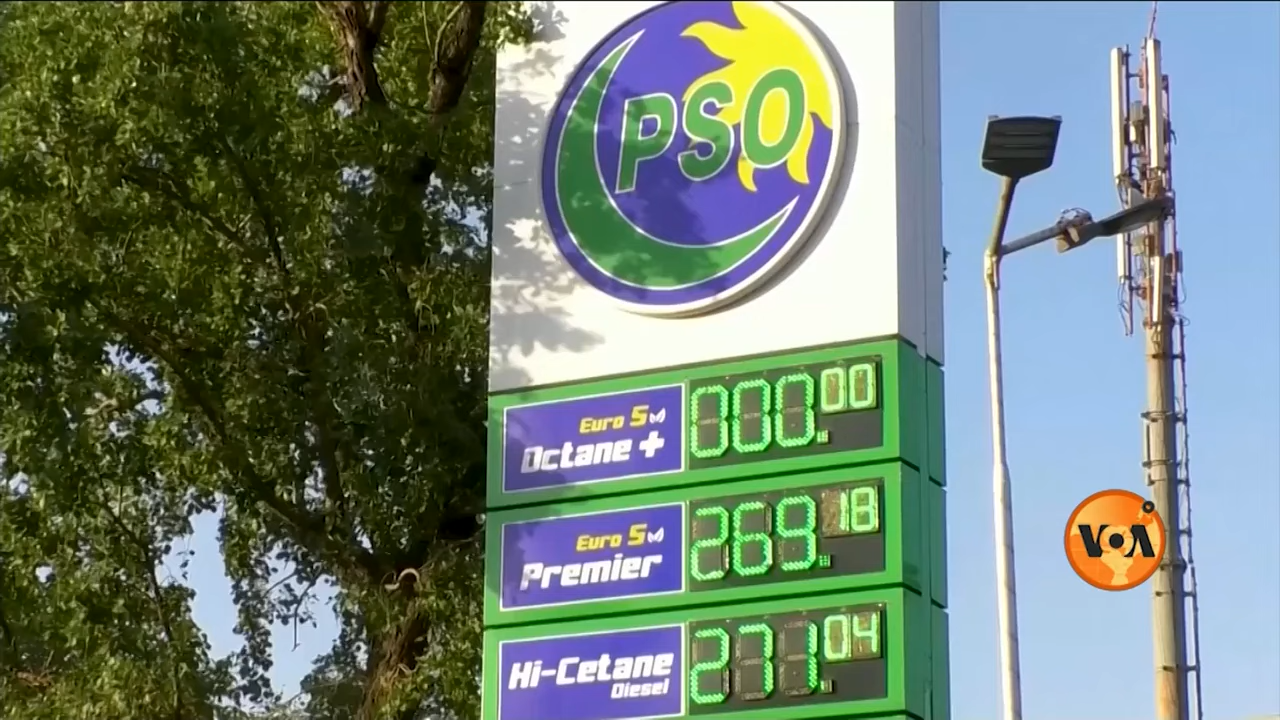 PSO
Euro 5
Octane +
000.00
Euro 5
Premier
269.18
Hi-Cetane
Diesel
271.04
VOA